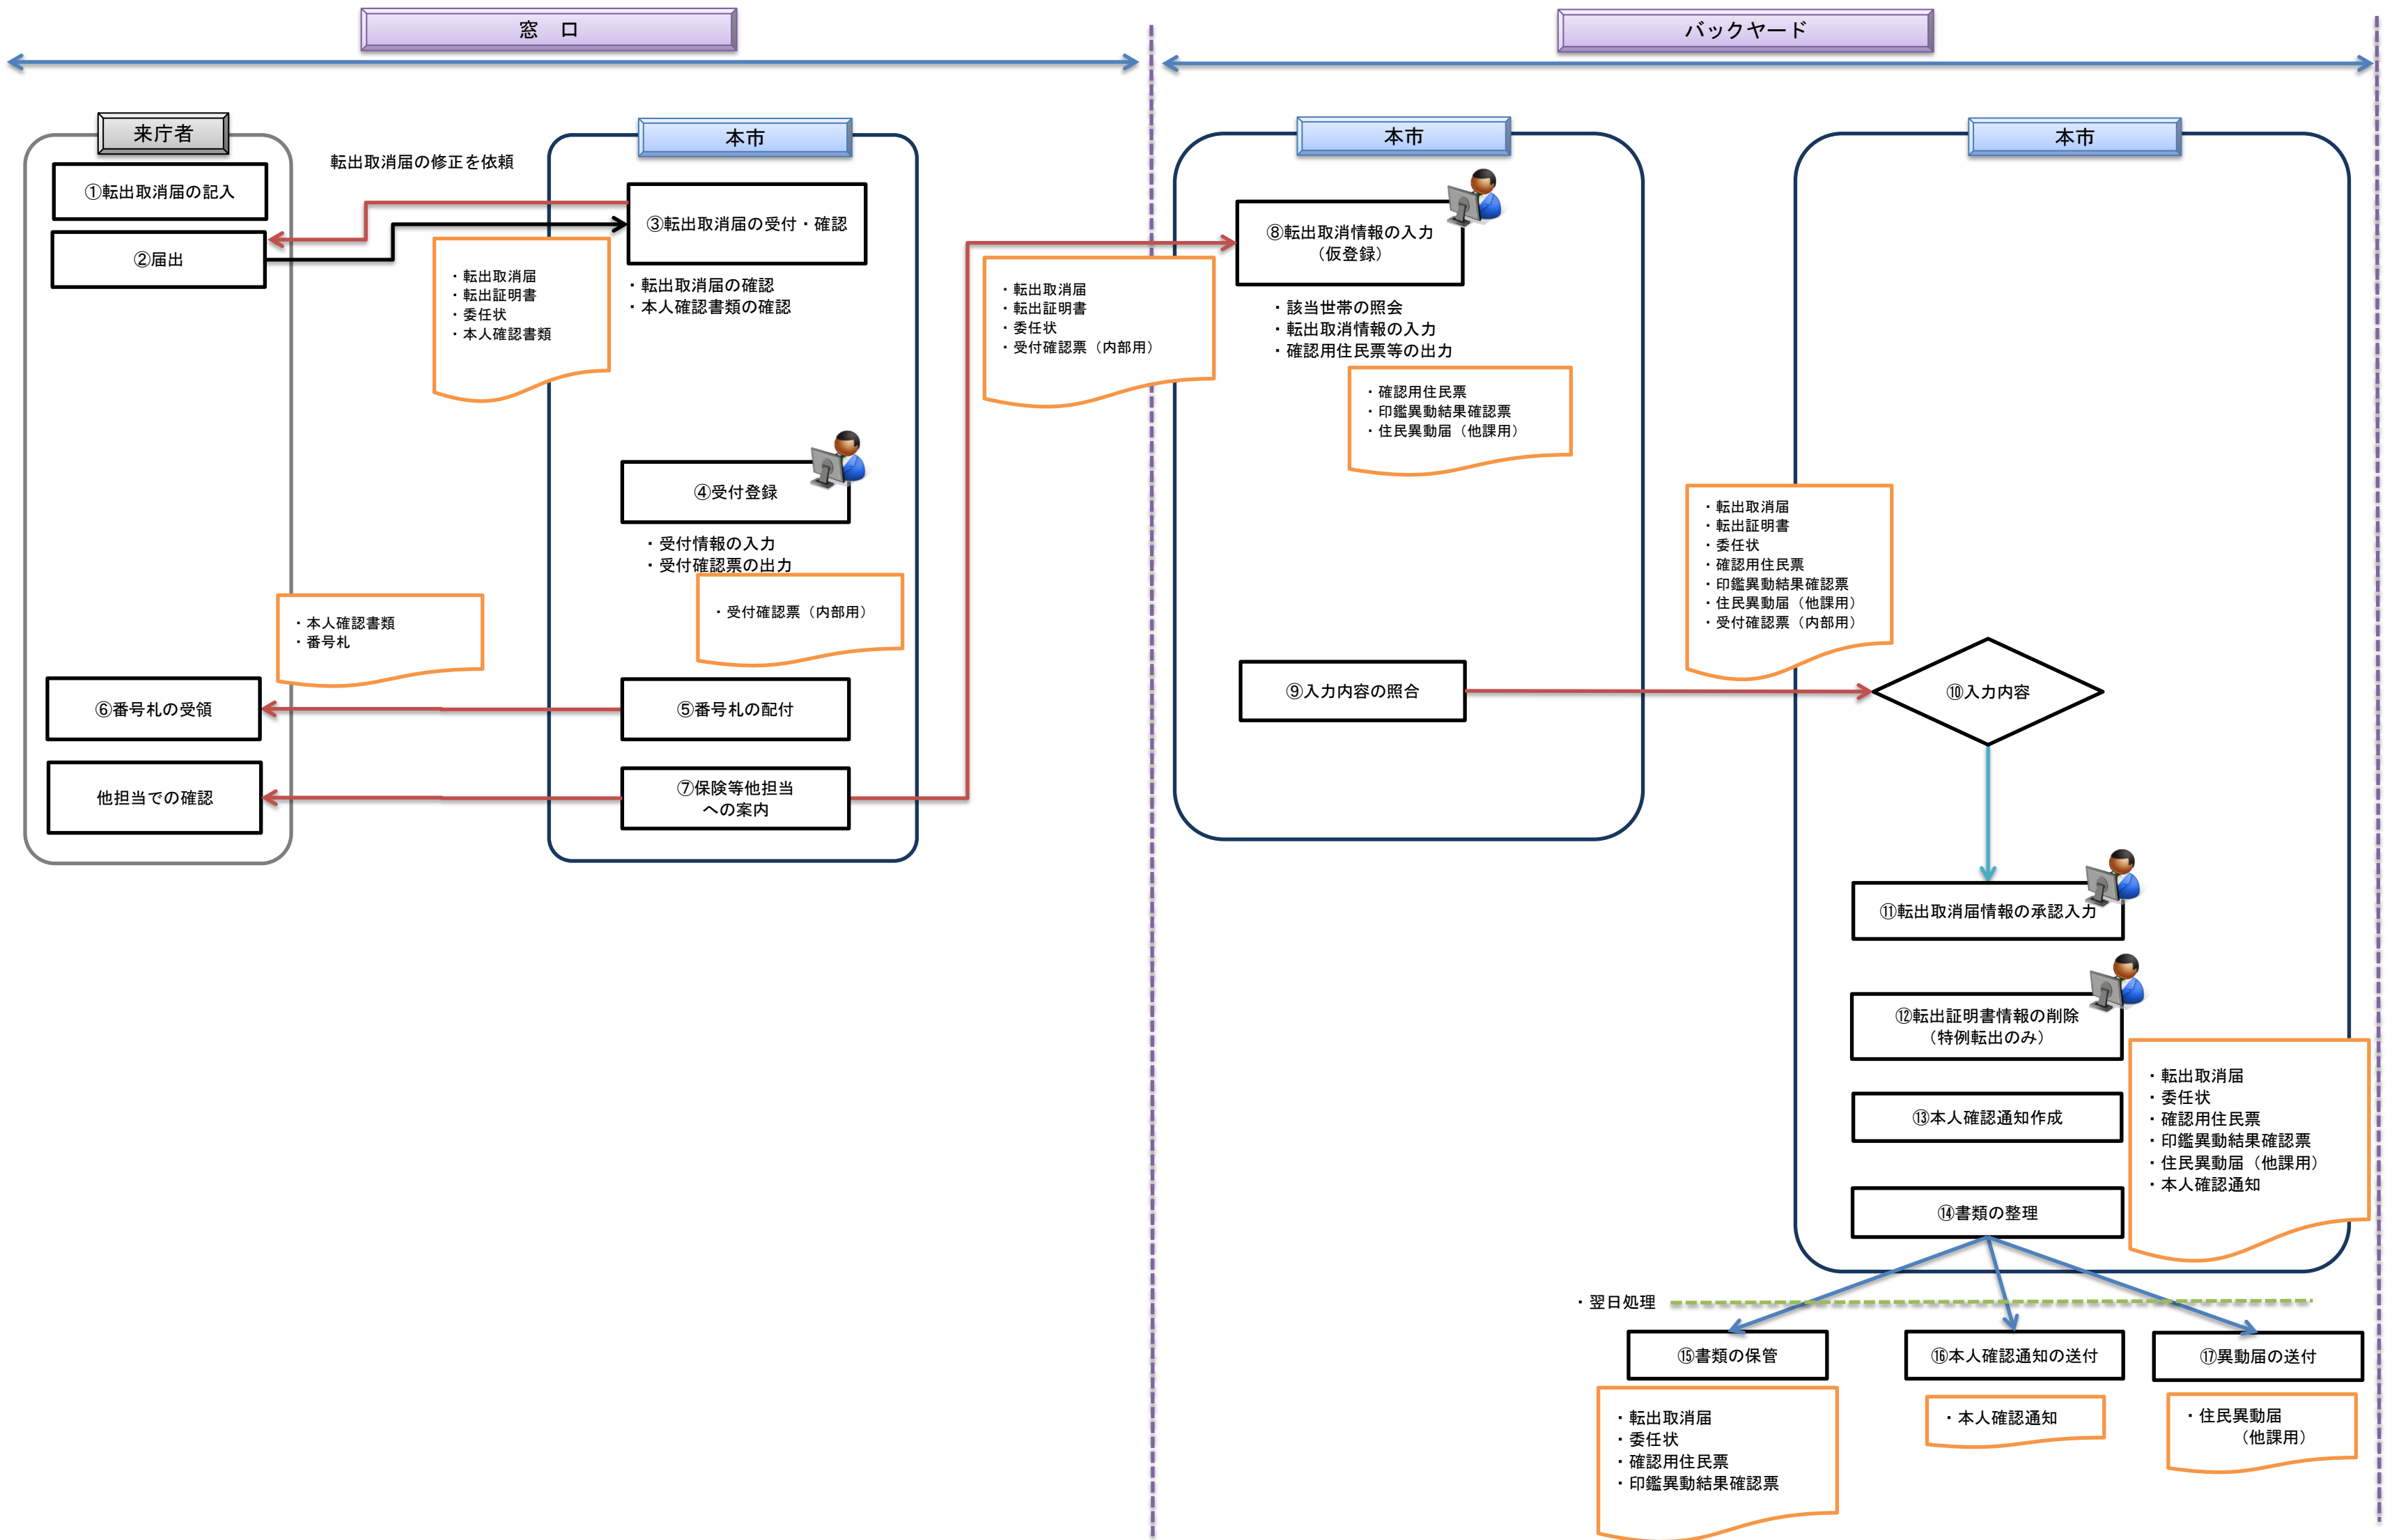 窓　口
バックヤード
来庁者
本市
本市
本市
①転出取消届の記入
②届出
転出取消届の修正を依頼
③転出取消届の受付・確認
・転出取消届の確認
・本人確認書類の確認
・転出取消届
・転出証明書
・委任状
・本人確認書類
④受付登録
・受付情報の入力
・受付確認票の出力
・受付確認票（内部用）
・本人確認書類
・番号札
⑥番号札の受領
⑤番号札の配付
他担当での確認
⑦保険等他担当
への案内
・転出取消届
・転出証明書
・委任状
・受付確認票（内部用）
⑧転出取消情報の入力
（仮登録）
・該当世帯の照会
・転出取消情報の入力
・確認用住民票等の出力
・確認用住民票
・印鑑異動結果確認票
・住民異動届（他課用）
⑨入力内容の照合
・転出取消届
・転出証明書
・委任状
・確認用住民票
・印鑑異動結果確認票
・住民異動届（他課用）
・受付確認票（内部用）
⑩入力内容
⑪転出取消届情報の承認入力
⑫転出証明書情報の削除
（特例転出のみ）
⑬本人確認通知作成
⑭書類の整理
・転出取消届
・委任状
・確認用住民票
・印鑑異動結果確認票
・住民異動届（他課用）
・本人確認通知
・翌日処理
⑮書類の保管
⑯本人確認通知の送付
⑰異動届の送付
・転出取消届
・委任状
・確認用住民票
・印鑑異動結果確認票
・本人確認通知
・住民異動届
（他課用）